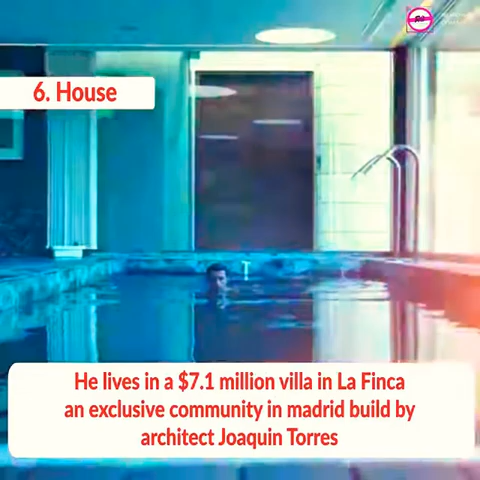 6. House
He lives in a $7.1 million villa in La Finca
an exclusive community in madrid build by
architect Joaquin Torres